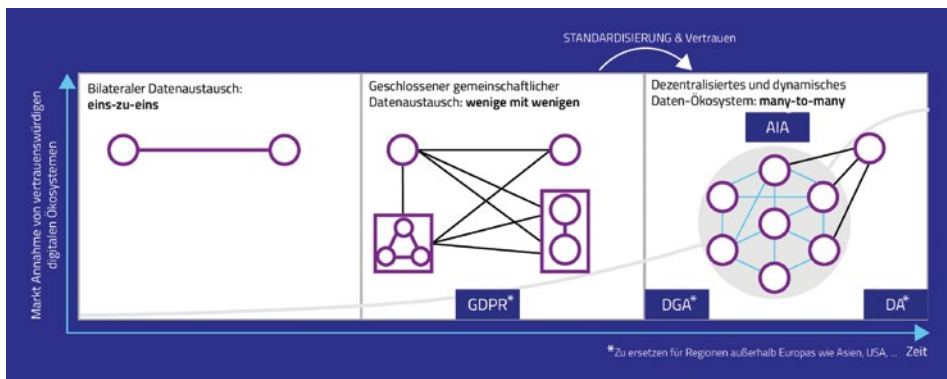 STANDARDISIERUNG & Vertrauen
Bilateraler Datenaustausch:
eins-zu-eins
Geschlossener gemeinschaftlicher
Datenaustausch: wenige mit wenigen
Dezentralisiertes und dynamisches
Daten-Ökosystem: many-to-many
AIA
GDPR*
DGA*
DA*
Markt Annahme von vertrauenswürdigen
digitalen Ökosystemen
*Zu ersetzen für Regionen außerhalb Europas wie Asien, USA, ... Zeit